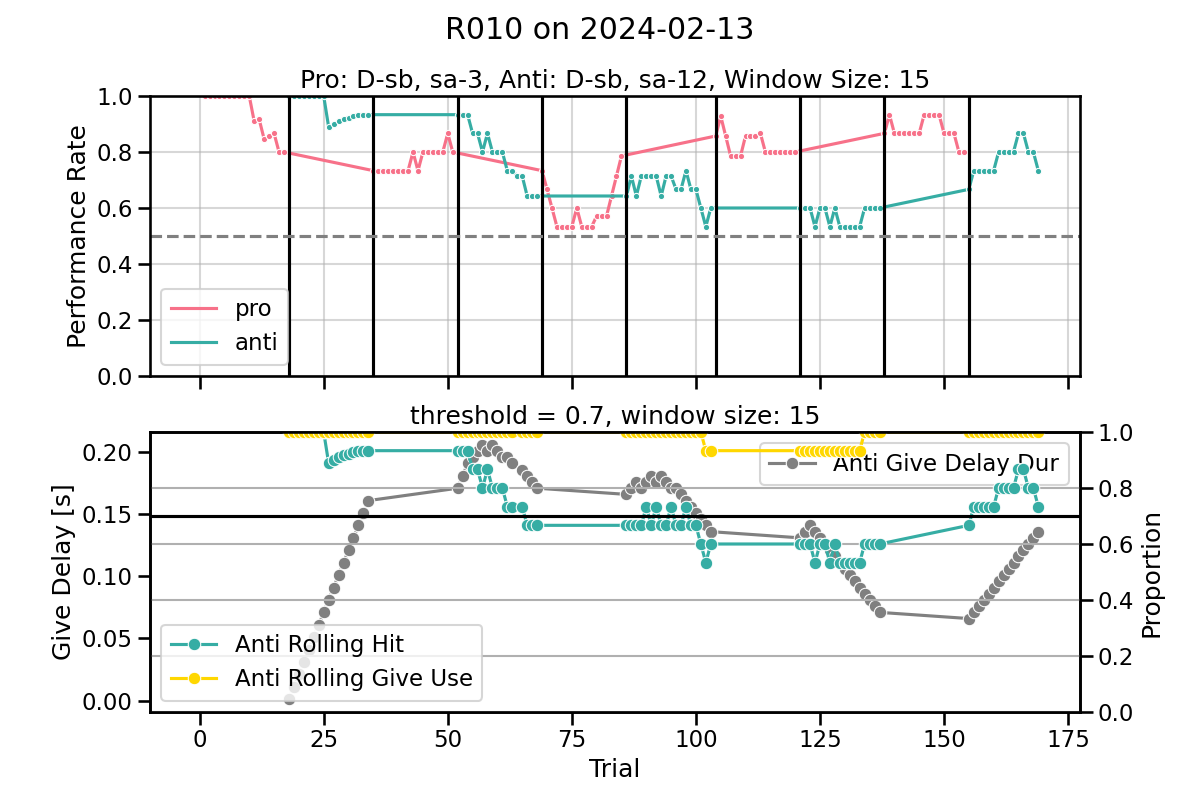 R010 on 2024-02-13
Pro: D-sb, sa-3, Anti: D-sb, sa-12, Window Size: 15
Performance Rate
1.0
0.8
0.6
0.4
0.2
0.0
pro
anti
threshold = 0.7, window size: 15
Give Delay [s]
0.20
0.15
0.10
0.05
0.00
Anti Give Delay Dur
Anti Rolling Hit
Anti Rolling Give Use
1.0
0.8
0.6
0.4
0.2
0.0
Proportion
0 25 50 75 100 125 150 175
Trial